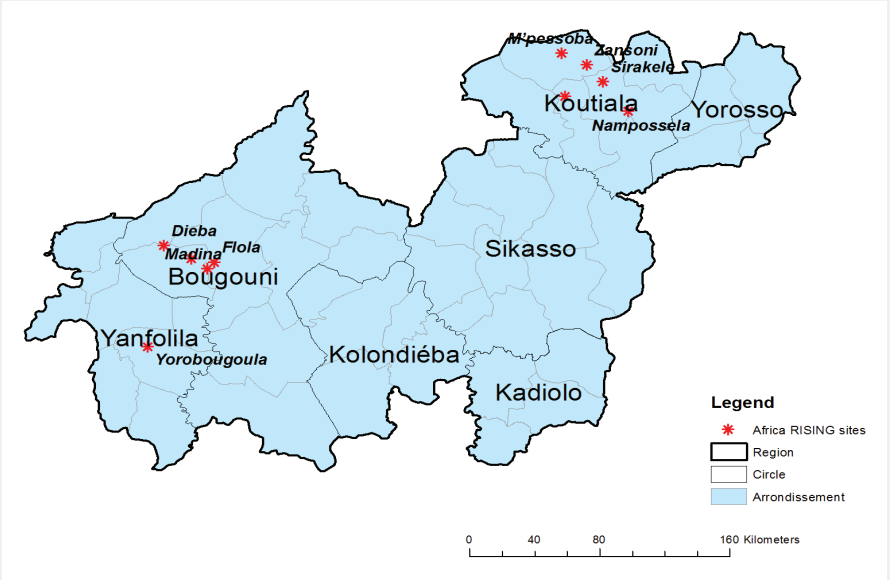 M'pessoba
Zansoni
Sirakele
Koutiala
Yorosso
Nampossela
Dieba
Flola
Madina
Sikasso
Bougouni
Yanfolila
Kolondiéba
Yorobougoula
Kadiolo
Legend
Africa RISING sites
Region
Circle
Arrondissement
0 40 80 160 Kilometers